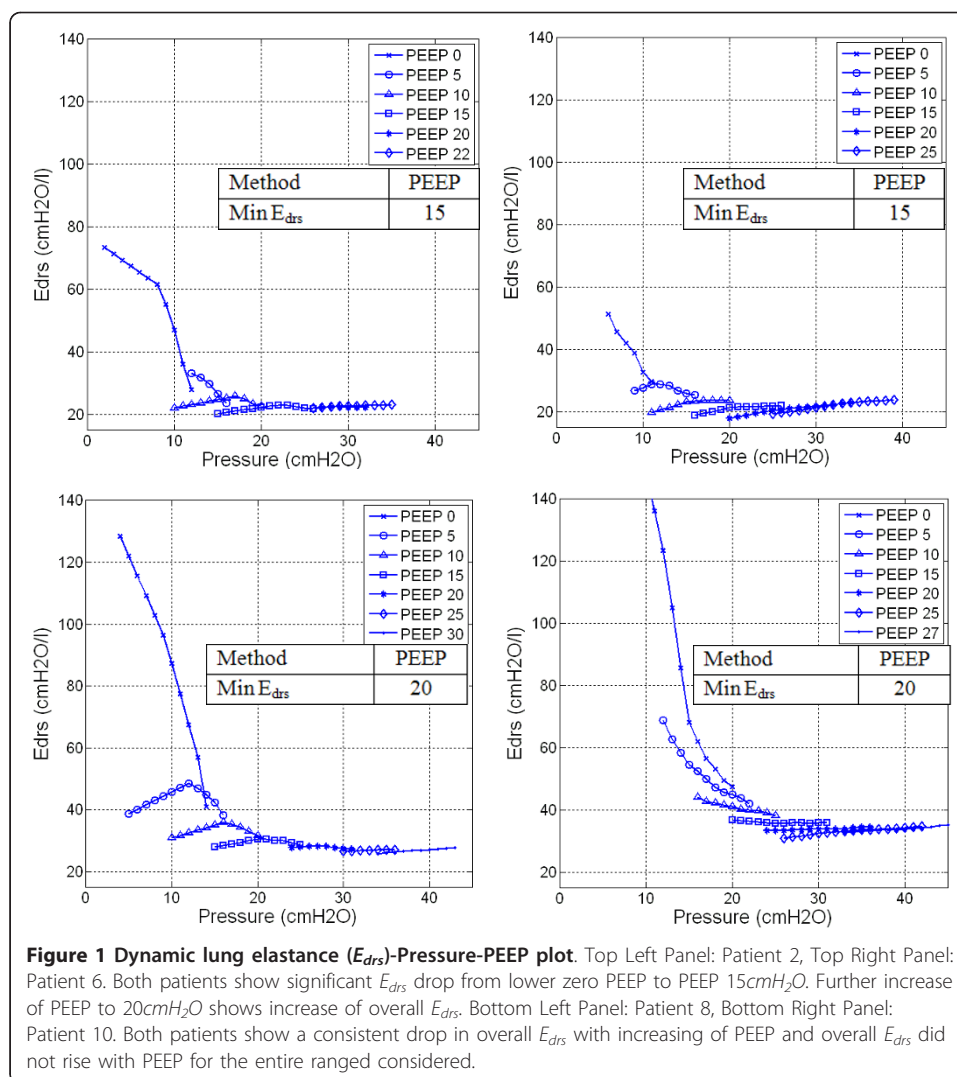 140
120
100
80
60
40
20
0
10
20
30
40
Edrs (cmH2O/l)
Pressure (cmH2O)
PEEP 0
PEEP 5
PEEP 10
PEEP 15
PEEP 20
PEEP 22
Method PEEP
Min Edrs 15
140
120
100
80
60
40
20
0
10
20
30
40
Edrs (cmH2O/l)
Pressure (cmH2O)
PEEP 0
PEEP 5
PEEP 10
PEEP 15
PEEP 20
PEEP 25
Method PEEP
Min Edrs 15
140
120
100
80
60
40
20
0
10
20
30
40
Edrs (cmH2O/l)
Pressure (cmH2O)
PEEP 0
PEEP 5
PEEP 10
PEEP 15
PEEP 20
PEEP 25
PEEP 30
Method PEEP
Min Edrs 20
140
120
100
80
60
40
20
0
10
20
30
40
Edrs (cmH2O/l)
Pressure (cmH2O)
PEEP 0
PEEP 5
PEEP 10
PEEP 15
PEEP 20
PEEP 25
PEEP 27
Method PEEP
Min Edrs 20
Figure 1 Dynamic lung elastance (Edrs)-Pressure-PEEP plot. Top Left Panel: Patient 2, Top Right Panel:
Patient 6. Both patients show significant Edrs drop from lower zero PEEP to PEEP 15cmH2O. Further increase
of PEEP to 20cmH2O shows increase of overall Edrs. Bottom Left Panel: Patient 8, Bottom Right Panel:
Patient 10. Both patients show a consistent drop in overall Edrs with increasing of PEEP and overall Edrs did
not rise with PEEP for the entire ranged considered.